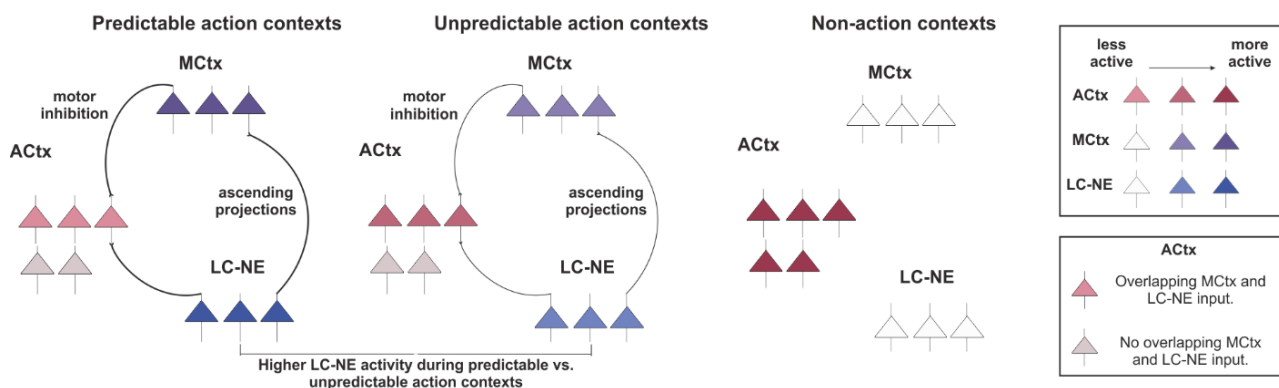 Predictable action contexts
MCtx
motor
inhibition
ACtx
ascending
projections
LC-NE
Unpredictable action contexts
MCtx
motor
inhibition
ACtx
ascending
projections
LC-NE
Higher LC-NE activity during predictable vs.
unpredictable action contexts
Non-action contexts
MCtx
ACtx
LC-NE
less
active
more
active
ACtx
MCtx
LC-NE
ACtx
Overlapping MCtx and
LC-NE input.
No overlapping MCtx
and LC-NE input.